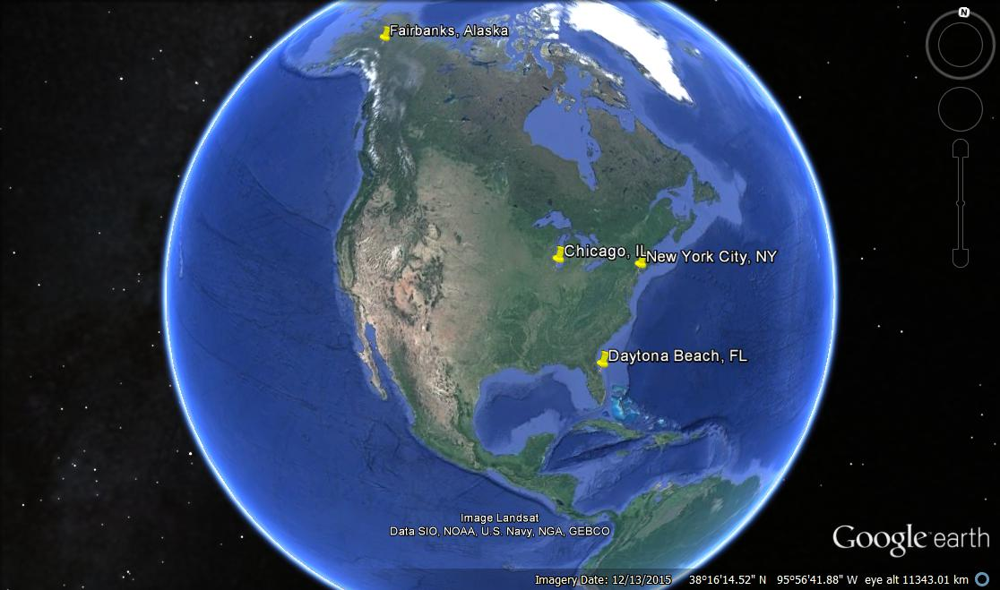 N
Fairbanks, Alaska
Chicago, IL
New York City, NY
Daytona Beach, FL
Image Landsat
Data SIO, NOAA, U.S. Navy, NGA, GEBCO
Google earth
Imagery Date: 12/13/2015 38°16'14.52" N 95°56'41.88" W eye alt 11343.01 km